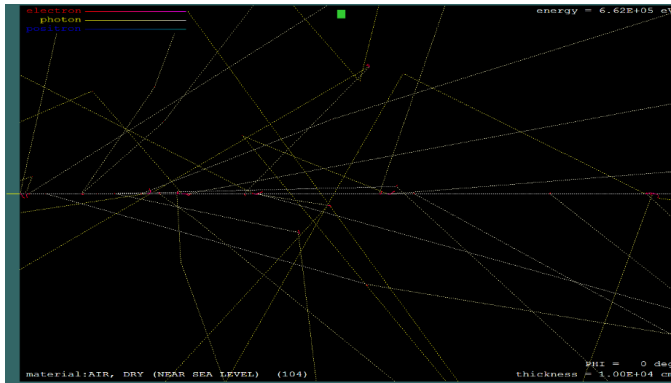 electron
photon
positron
energy = 6.62E+05 eV
PHI =    0 deg
material:AIR, DRY (NEAR SEA LEVEL)  (104)
thickness = 1.00E+04 cm